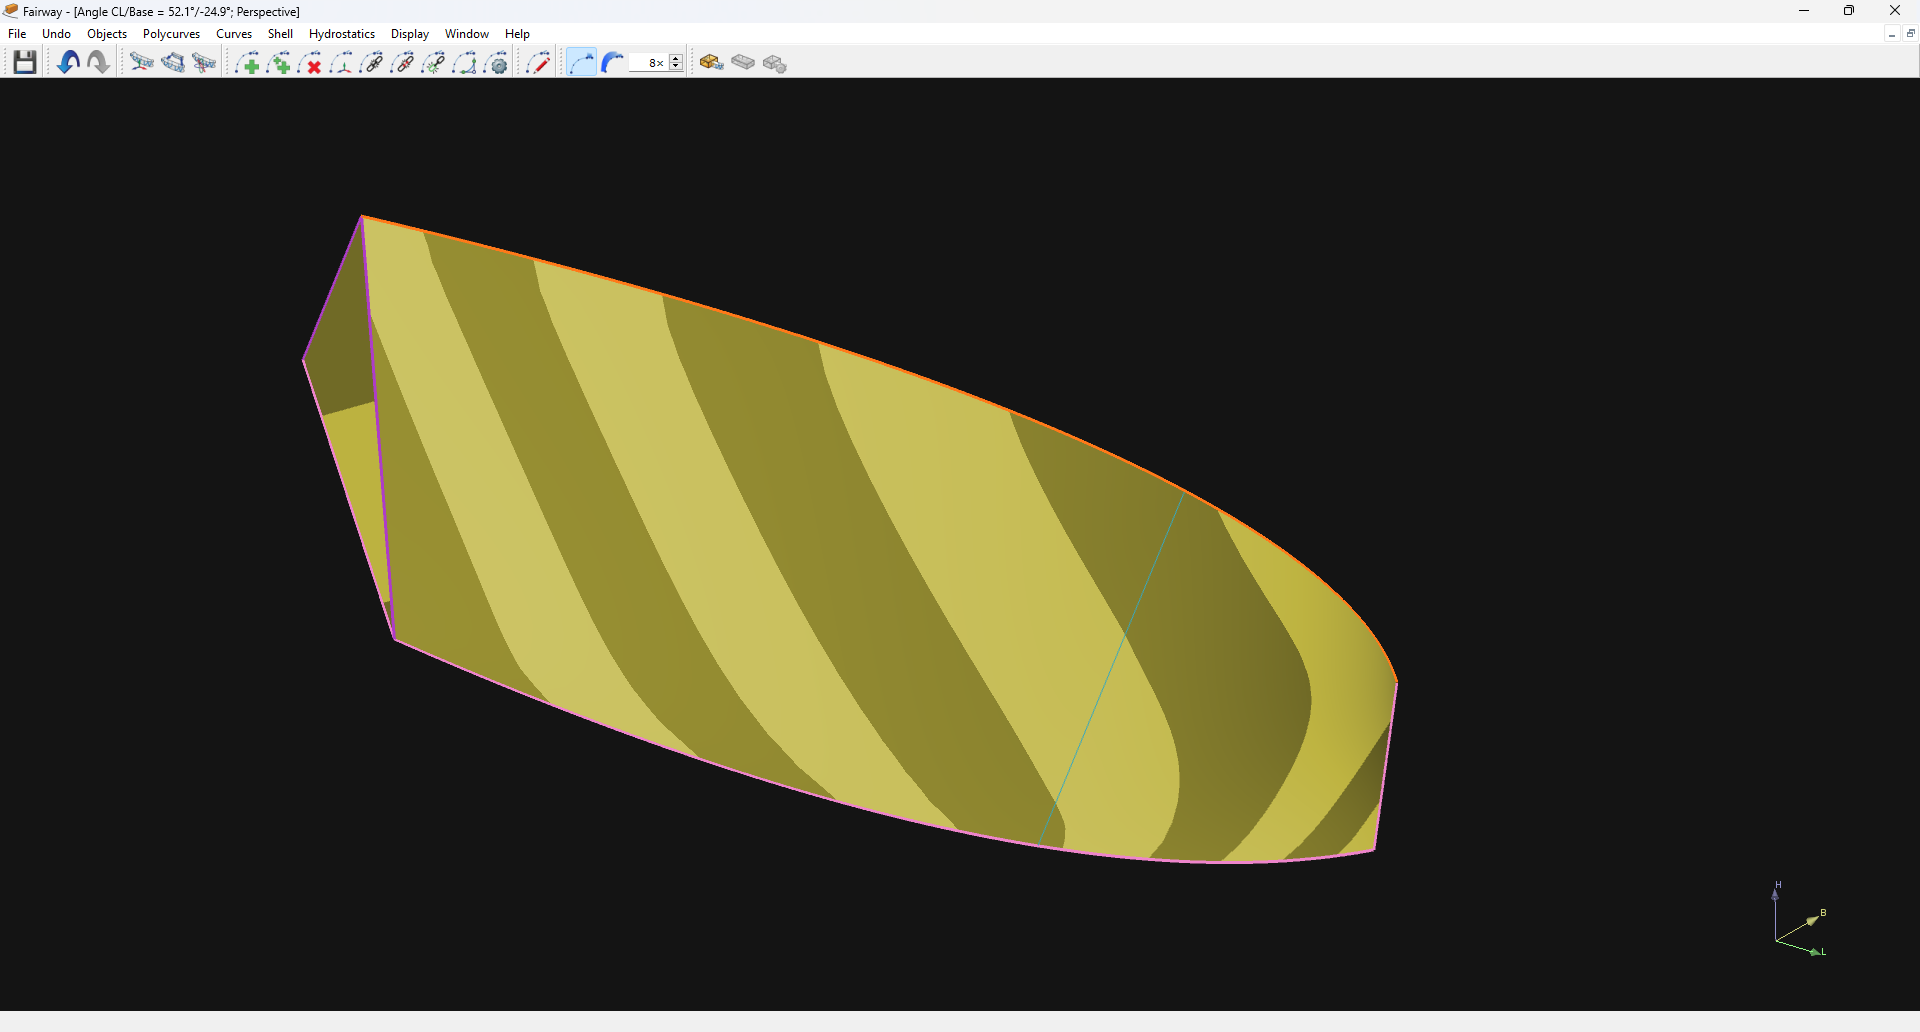 Fairway - [Angle CL/Base = 52.1°/-24.9°; Perspective]
File Undo Objects Polycurves Curves Shell Hydrostatics Display Window Help
8×
H
B
L